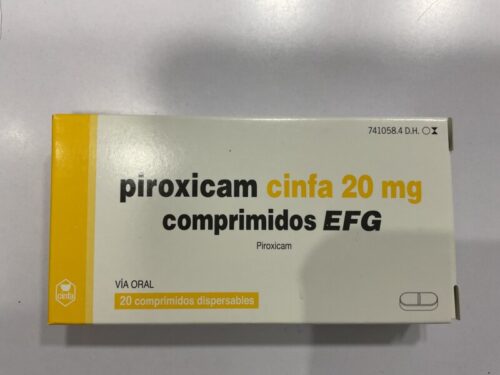 741058.4 D.H.
piroxicam cinfa 20 mg
comprimidos EFG
Piroxicam
VÍA ORAL
20 comprimidos dispersables
cinfa